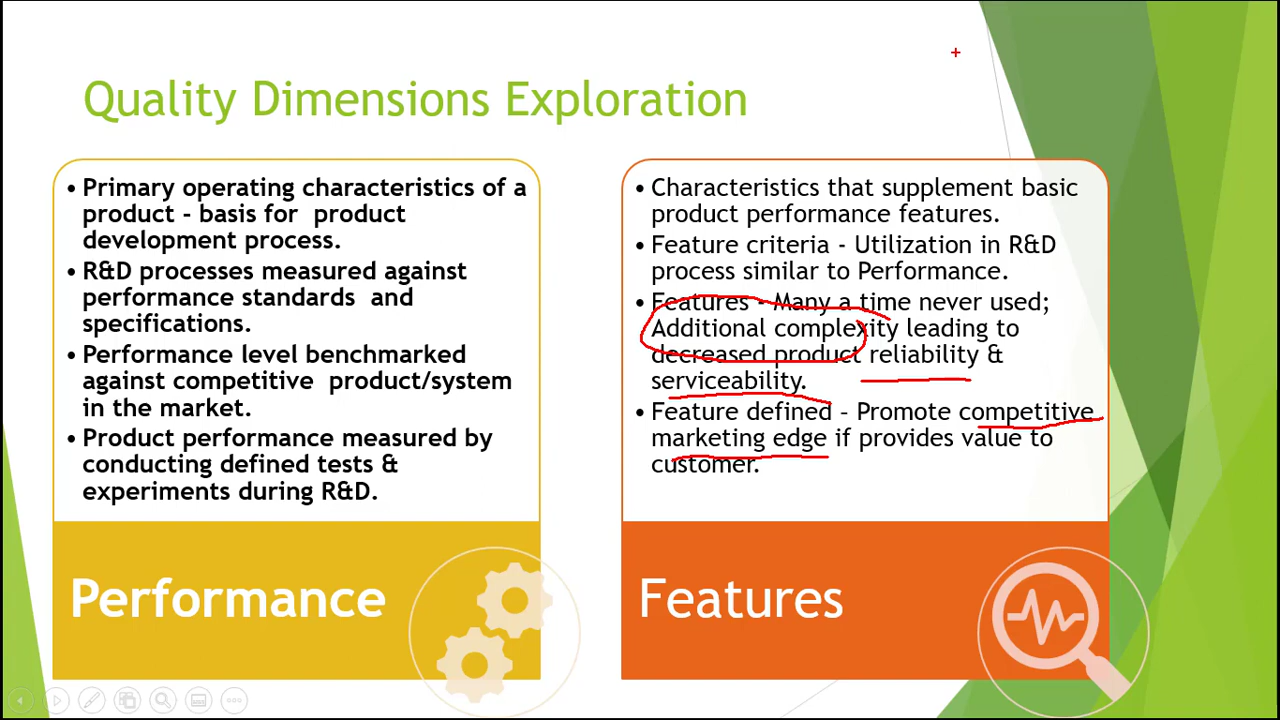 Quality Dimensions Exploration
• Primary operating characteristics of a
product - basis for product
development process.
• R&D processes measured against
performance standards and
specifications.
• Performance level benchmarked
against competitive product/system
in the market.
• Product performance measured by
conducting defined tests &
experiments during R&D.
Performance
• Characteristics that supplement basic
product performance features.
• Feature criteria - Utilization in R&D
process similar to Performance.
• Features - Many a time never used;
Additional complexity leading to
decreased product reliability &
serviceability.
• Feature defined - Promote competitive
marketing edge if provides value to
customer.
Features